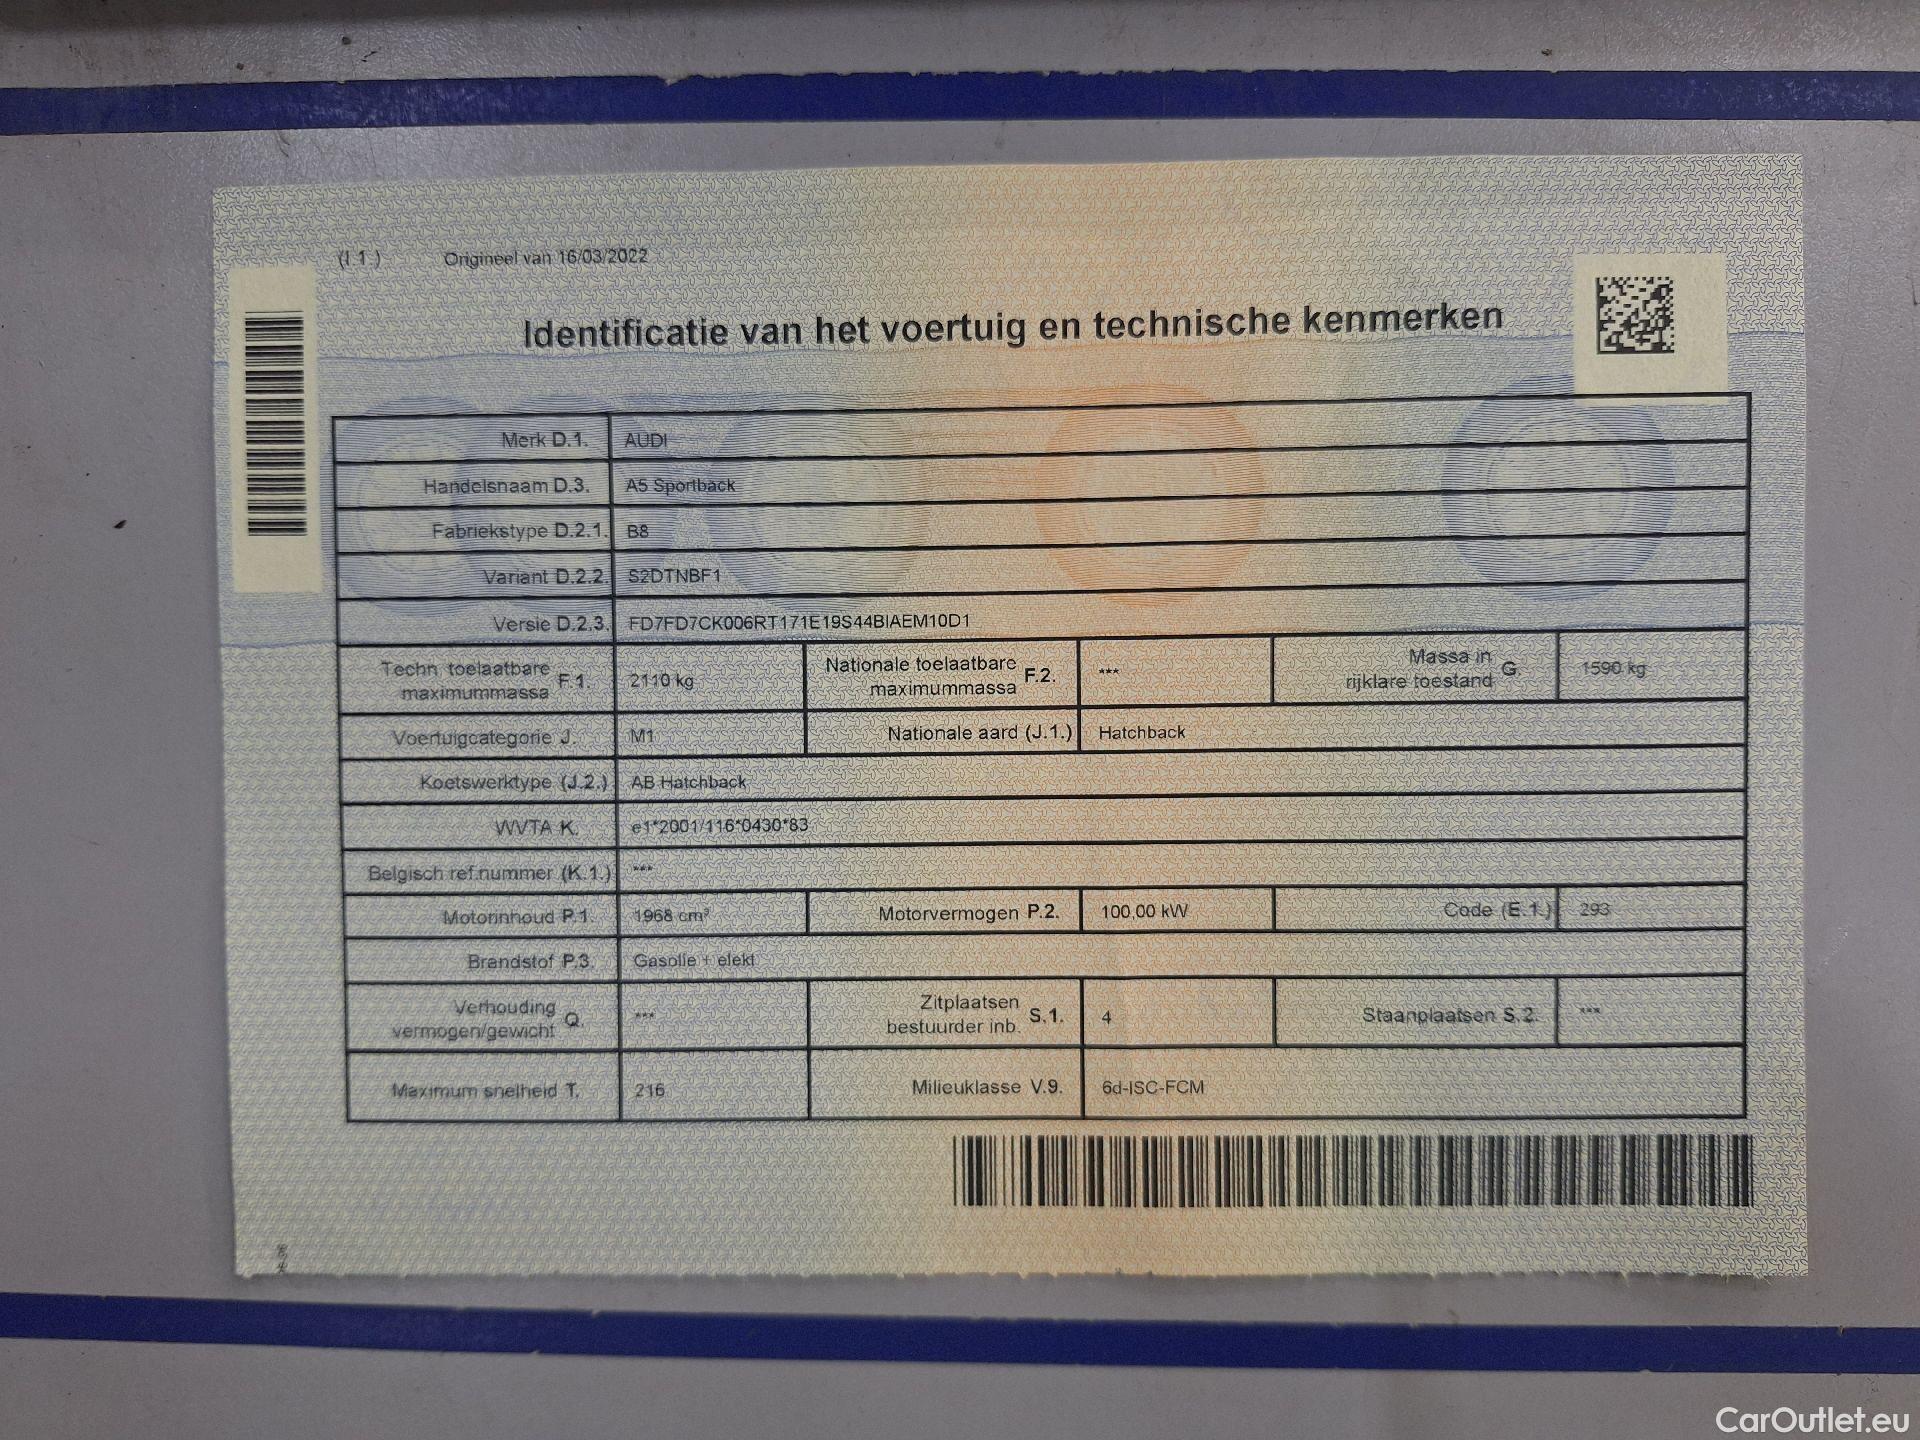 (I.1.) Origineel van 16/03/2022
Identificatie van het voertuig en technische kenmerken
Merk D.1. AUDI
Handelsnaam D.3. A5 Sportback
Fabriekstype D.2.1. B8
Variant D.2.2. S2DTNBF1
Versie D.2.3. FD7FD7CK006RT171E19S44BIAEM10D1
Techn. toelaatbare
maximummassa F.1. 2110 kg
Nationale toelaatbare
maximummassa F.2. ***
Massa in
rijklare toestand G. 1590 kg
Voertuigcategorie J. M1 Nationale aard (J.1.) Hatchback
Koetswerktype (J.2.) AB Hatchback
WVTA K. e1*2001/116*0430*83
Belgisch ref.nummer (K.1.) ***
Motorinhoud P.1. 1968 cm³ Motorvermogen P.2. 100,00 kW Code (E.1.) 293
Brandstof P.3. Gasolie + elekt
Verhouding
vermogen/gewicht Q. ***
Zitplaatsen
bestuurder inb. S.1. 4
Staanplaatsen S.2. ***
Maximum snelheid T. 216 Milieuklasse V.9. 6d-ISC-FCM
CarOutlet.eu